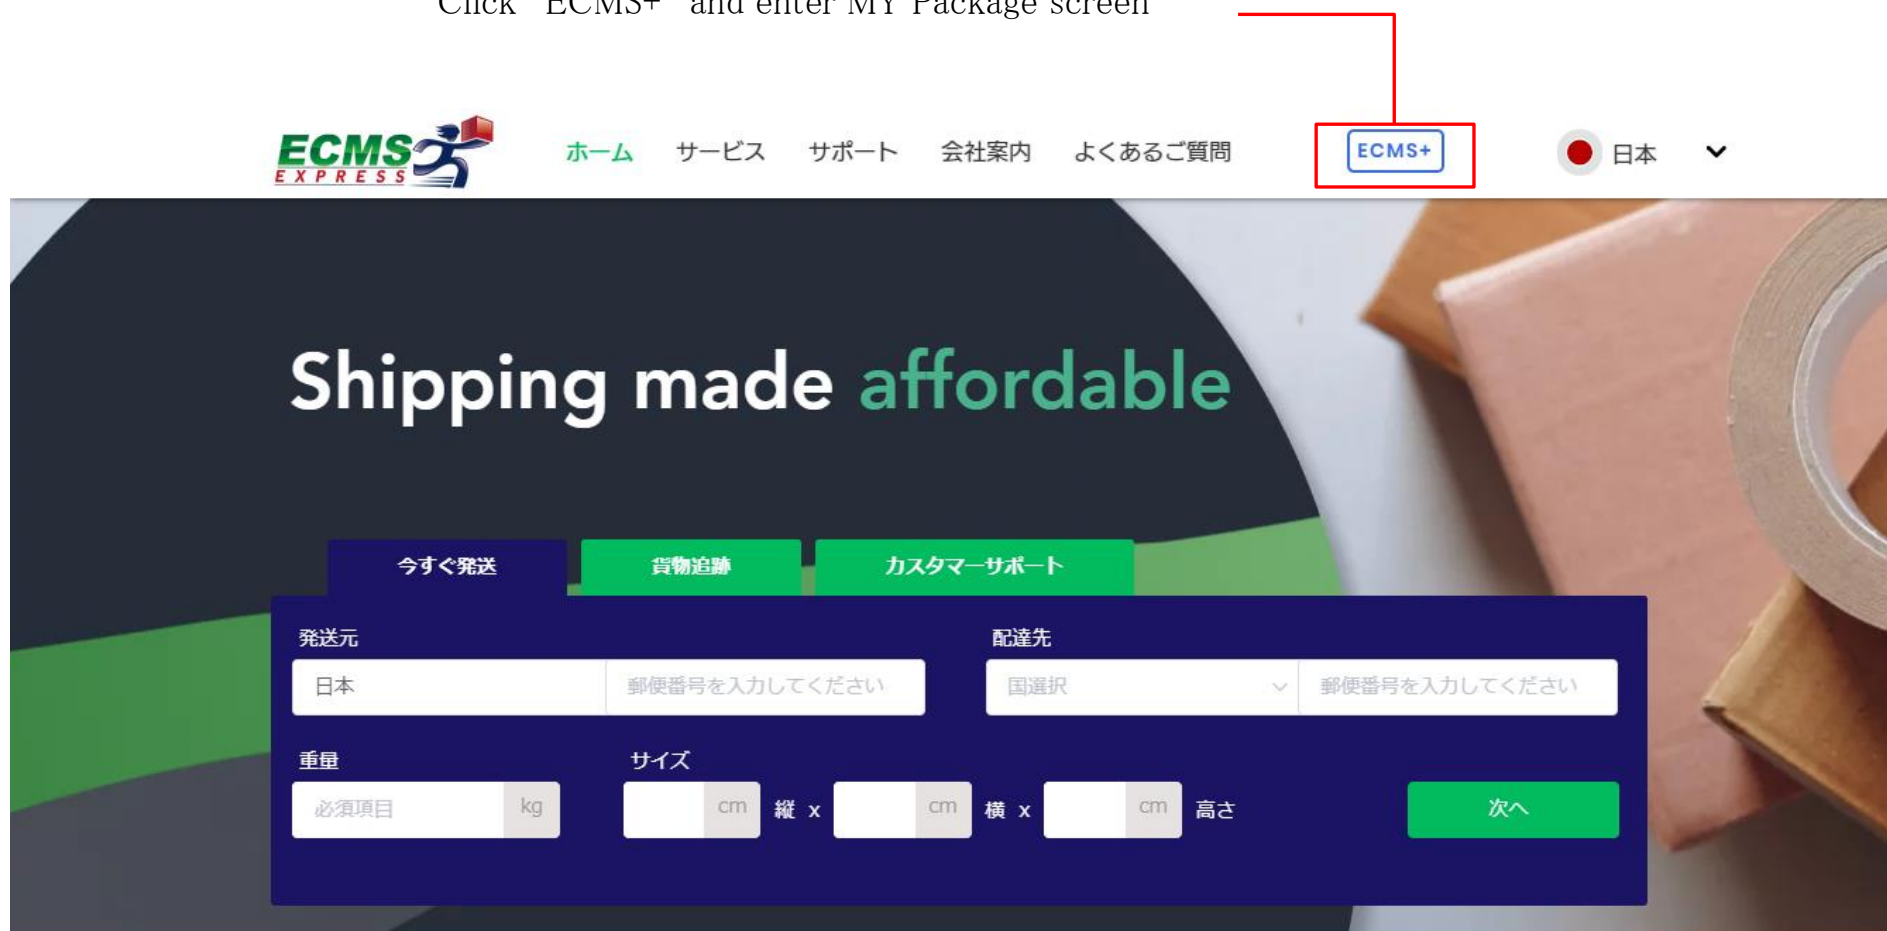 Click "ECMS+" and enter MY Package screen
ECMS
EXPRESS
ホーム サービス サポート 会社案内 よくあるご質問 ECMS+ 日本
Shipping made affordable
今すぐ発送 貨物追跡 カスタマーサポート
発送元 配達先
日本 郵便番号を入力してください 国選択 郵便番号を入力してください
重量 サイズ
必須項目 kg cm 縦 x cm 横 x cm 高さ 次へ